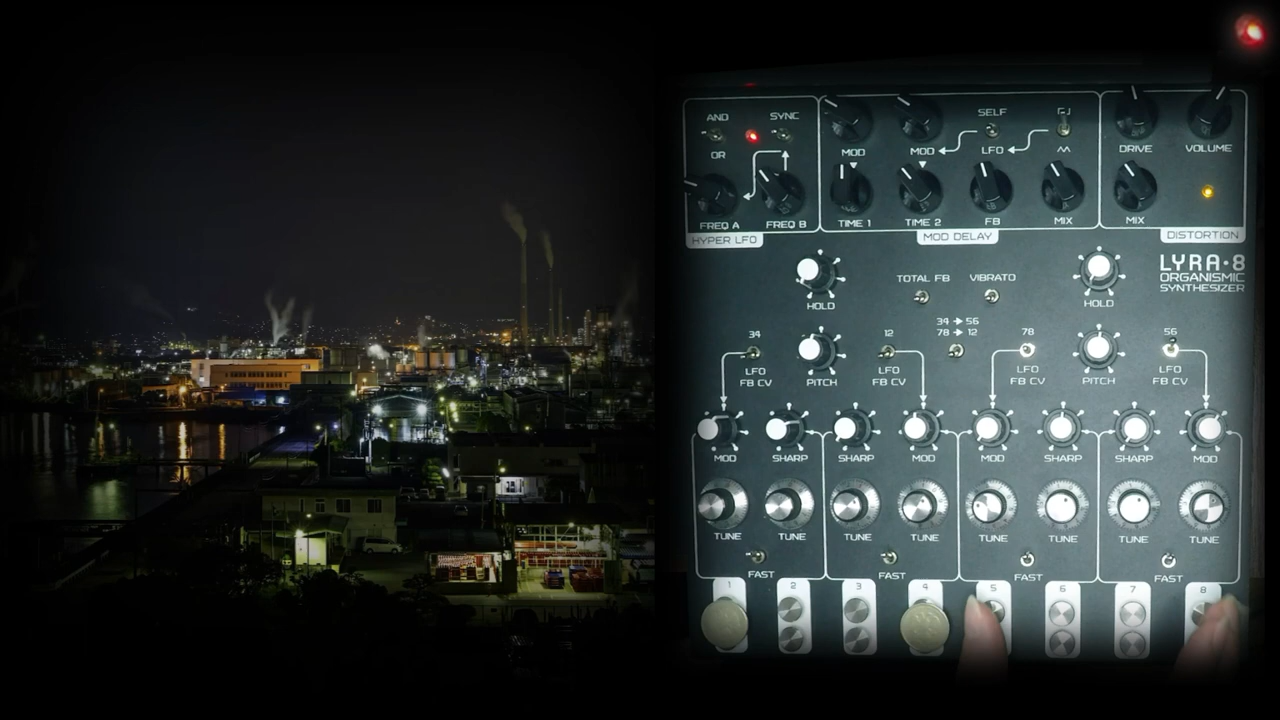 AND SYNC SELF
OR MOD MOD LFO DRIVE VOLUME
FREQ A FREQ B TIME 1 TIME 2 FB MIX MIX
HYPER LFO MOD DELAY DISTORTION
LYRA·8
ORGANISMIC
SYNTHESIZER
TOTAL FB VIBRATO
HOLD HOLD
34→56
78→12
34 12 78 56
LFO LFO LFO LFO
FB CV PITCH FB CV FB CV PITCH FB CV
MOD SHARP SHARP MOD MOD SHARP SHARP MOD
TUNE TUNE TUNE TUNE TUNE TUNE TUNE TUNE
FAST FAST FAST FAST
1 2 3 4 5 6 7 8